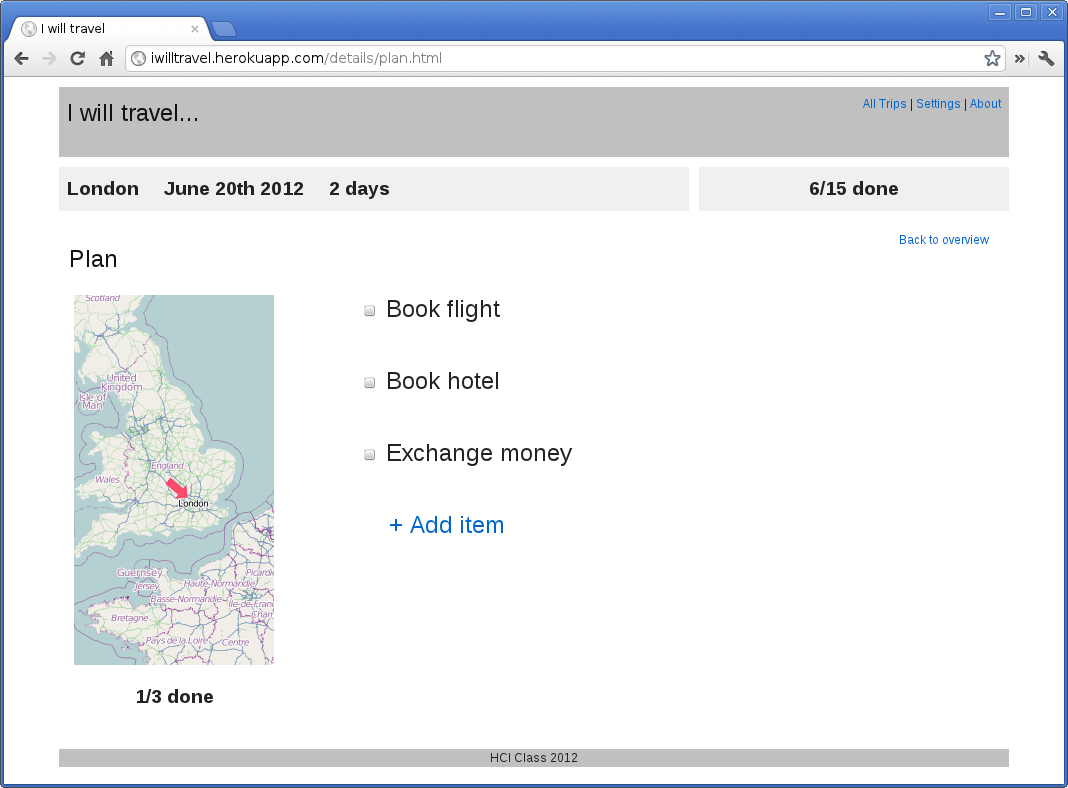 I will travel
iwilltravel.herokuapp.com/details/plan.html
I will travel...
All Trips | Settings | About
London June 20th 2012 2 days
6/15 done
Back to overview
Plan
Scotland
United
Kingdom
Isle of
Man
England
Wales
London
Guernsey
Jersey
Picardie
Haute-Normandie
Basse-Normandie
Île-de-Franc
Cham
Bretagne
Pays de la Loire
Centre
B
1/3 done
Book flight
Book hotel
Exchange money
+ Add item
HCI Class 2012